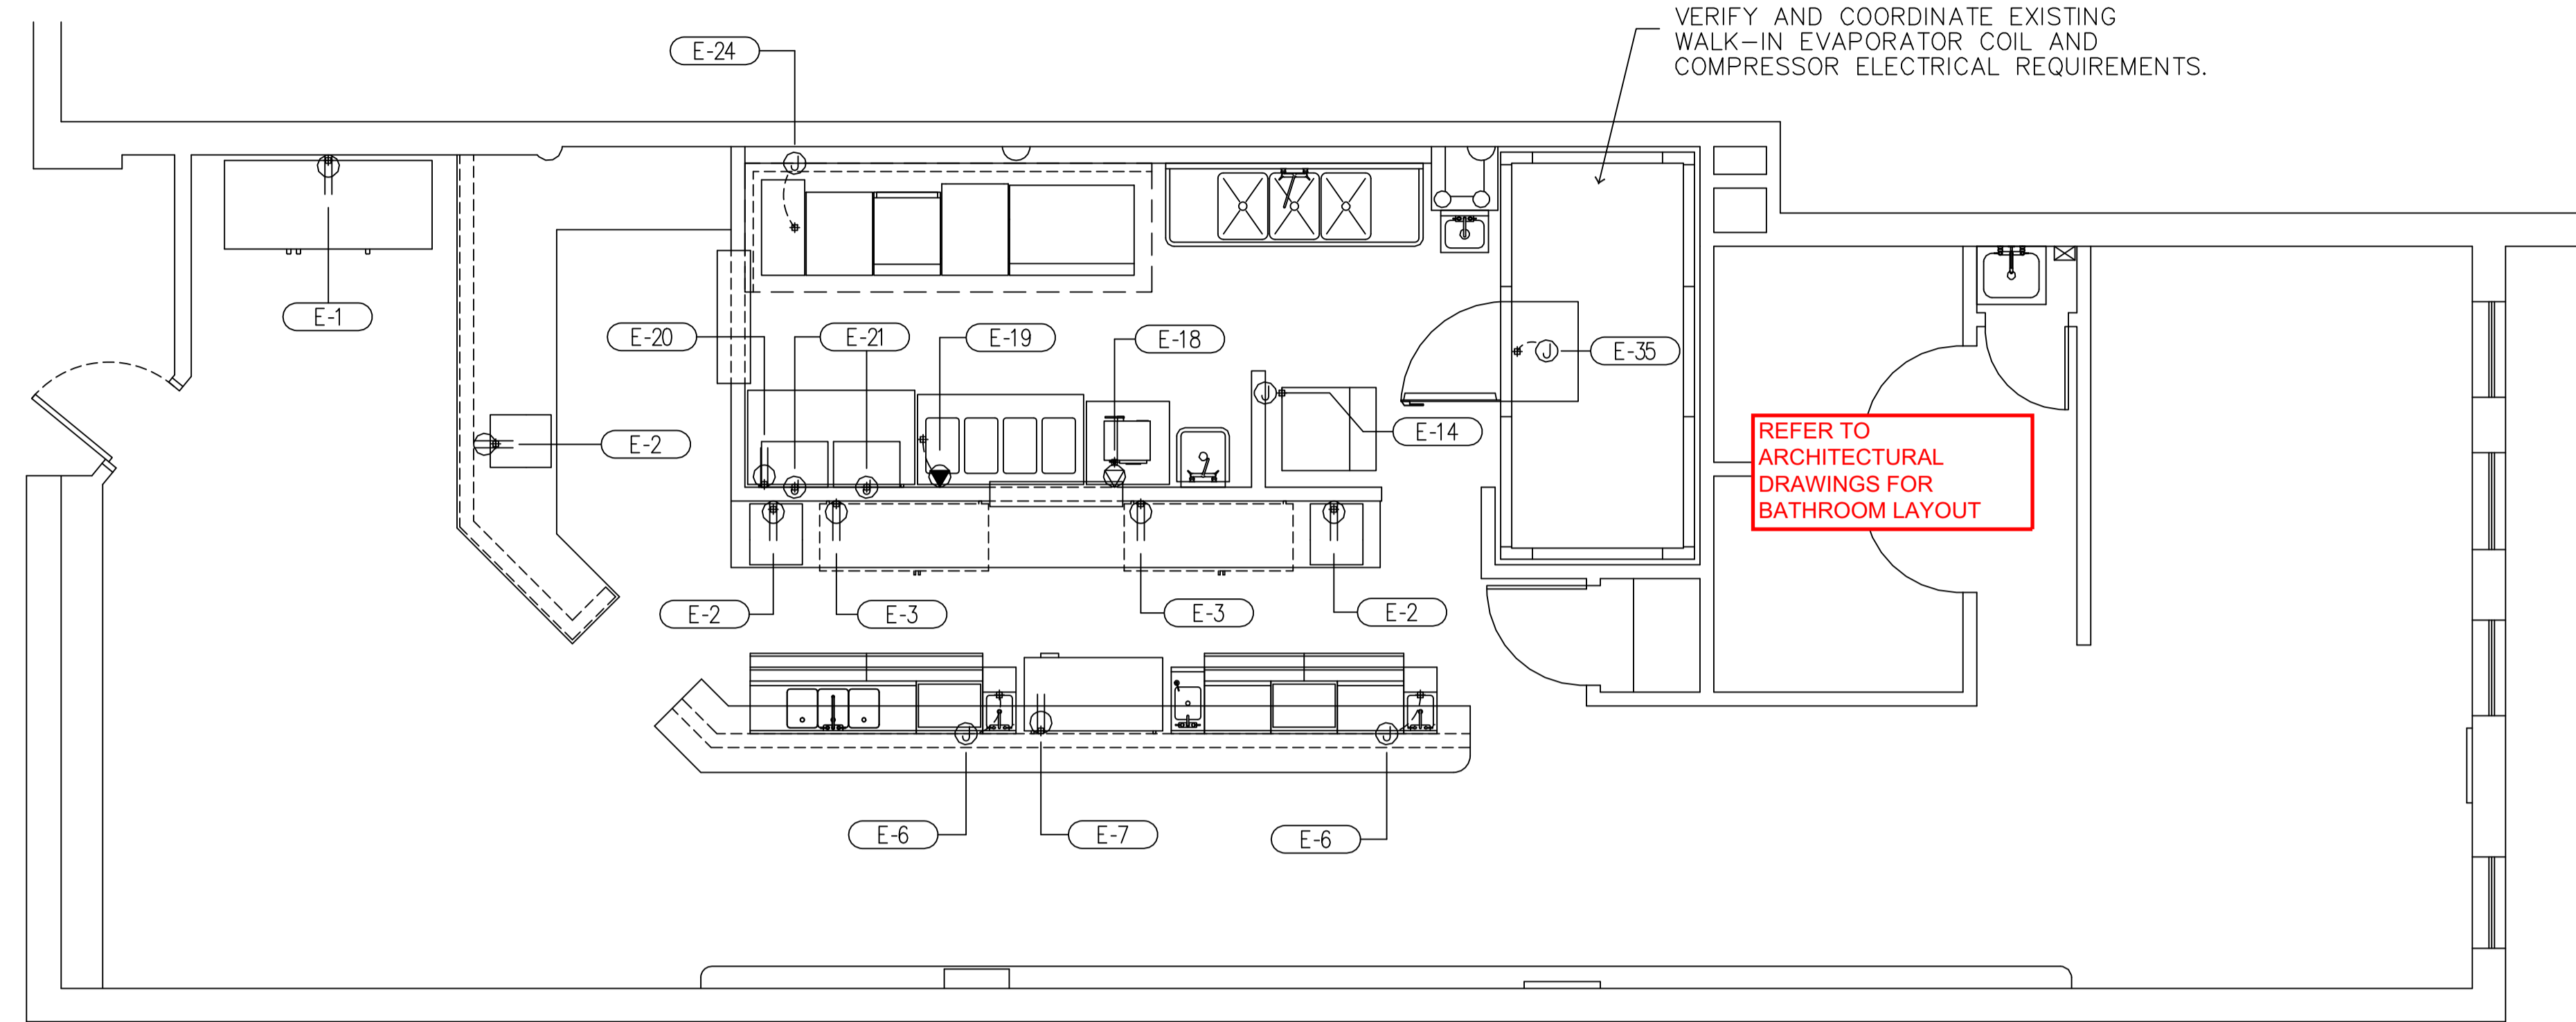 VERIFY AND COORDINATE EXISTING
WALK-IN EVAPORATOR COIL AND
COMPRESSOR ELECTRICAL REQUIREMENTS.
E-24
J
E-1
E-20
E-21
E-19
E-18
J
E-35
J
E-14
E-2
REFER TO
ARCHITECTURAL
DRAWINGS FOR
BATHROOM LAYOUT
J
J
E-2
E-3
E-3
E-2
J
J
E-6
E-7
E-6